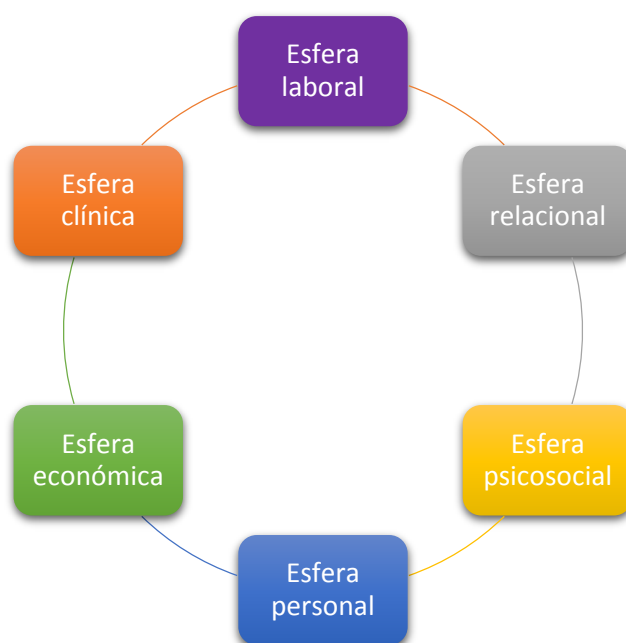 Esfera
laboral
Esfera
relacional
Esfera
psicosocial
Esfera
personal
Esfera
económica
Esfera
clínica